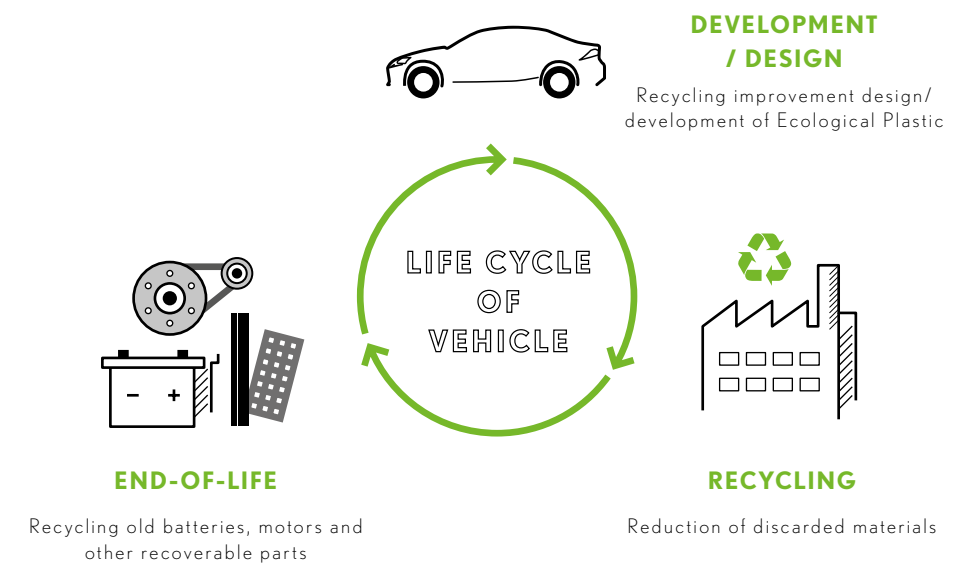 DEVELOPMENT
/ DESIGN
Recycling improvement design/
development of Ecological Plastic
LIFE CYCLE
OF
VEHICLE
END-OF-LIFE
Recycling old batteries, motors and
other recoverable parts
RECYCLING
Reduction of discarded materials